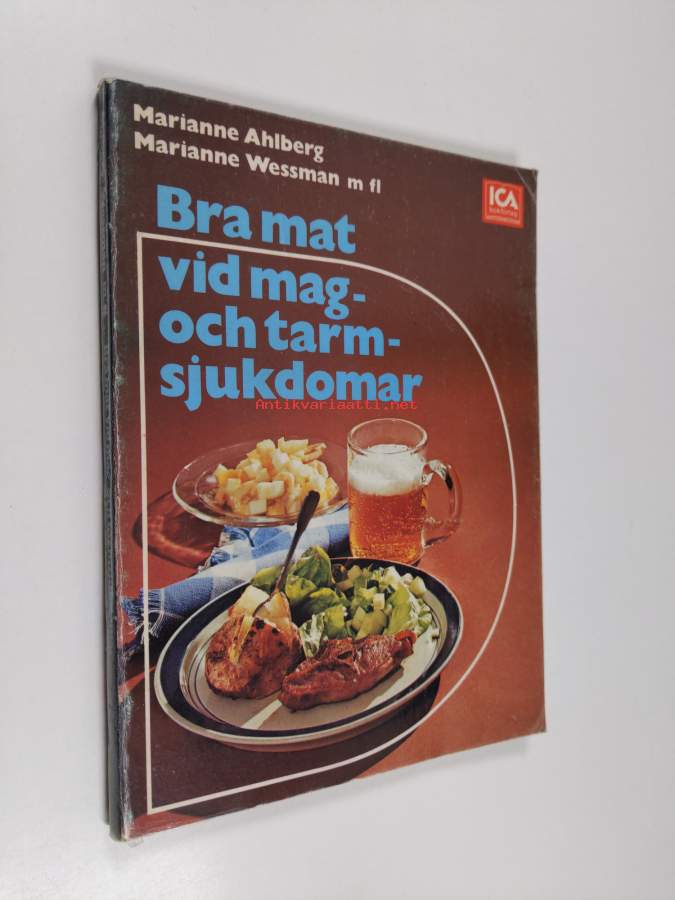 Marianne Ahlberg
Marianne Wessman m fl
ICA
Bra mat
vid mag-
och tarm-
sjukdomar
Antikvariaatti.net